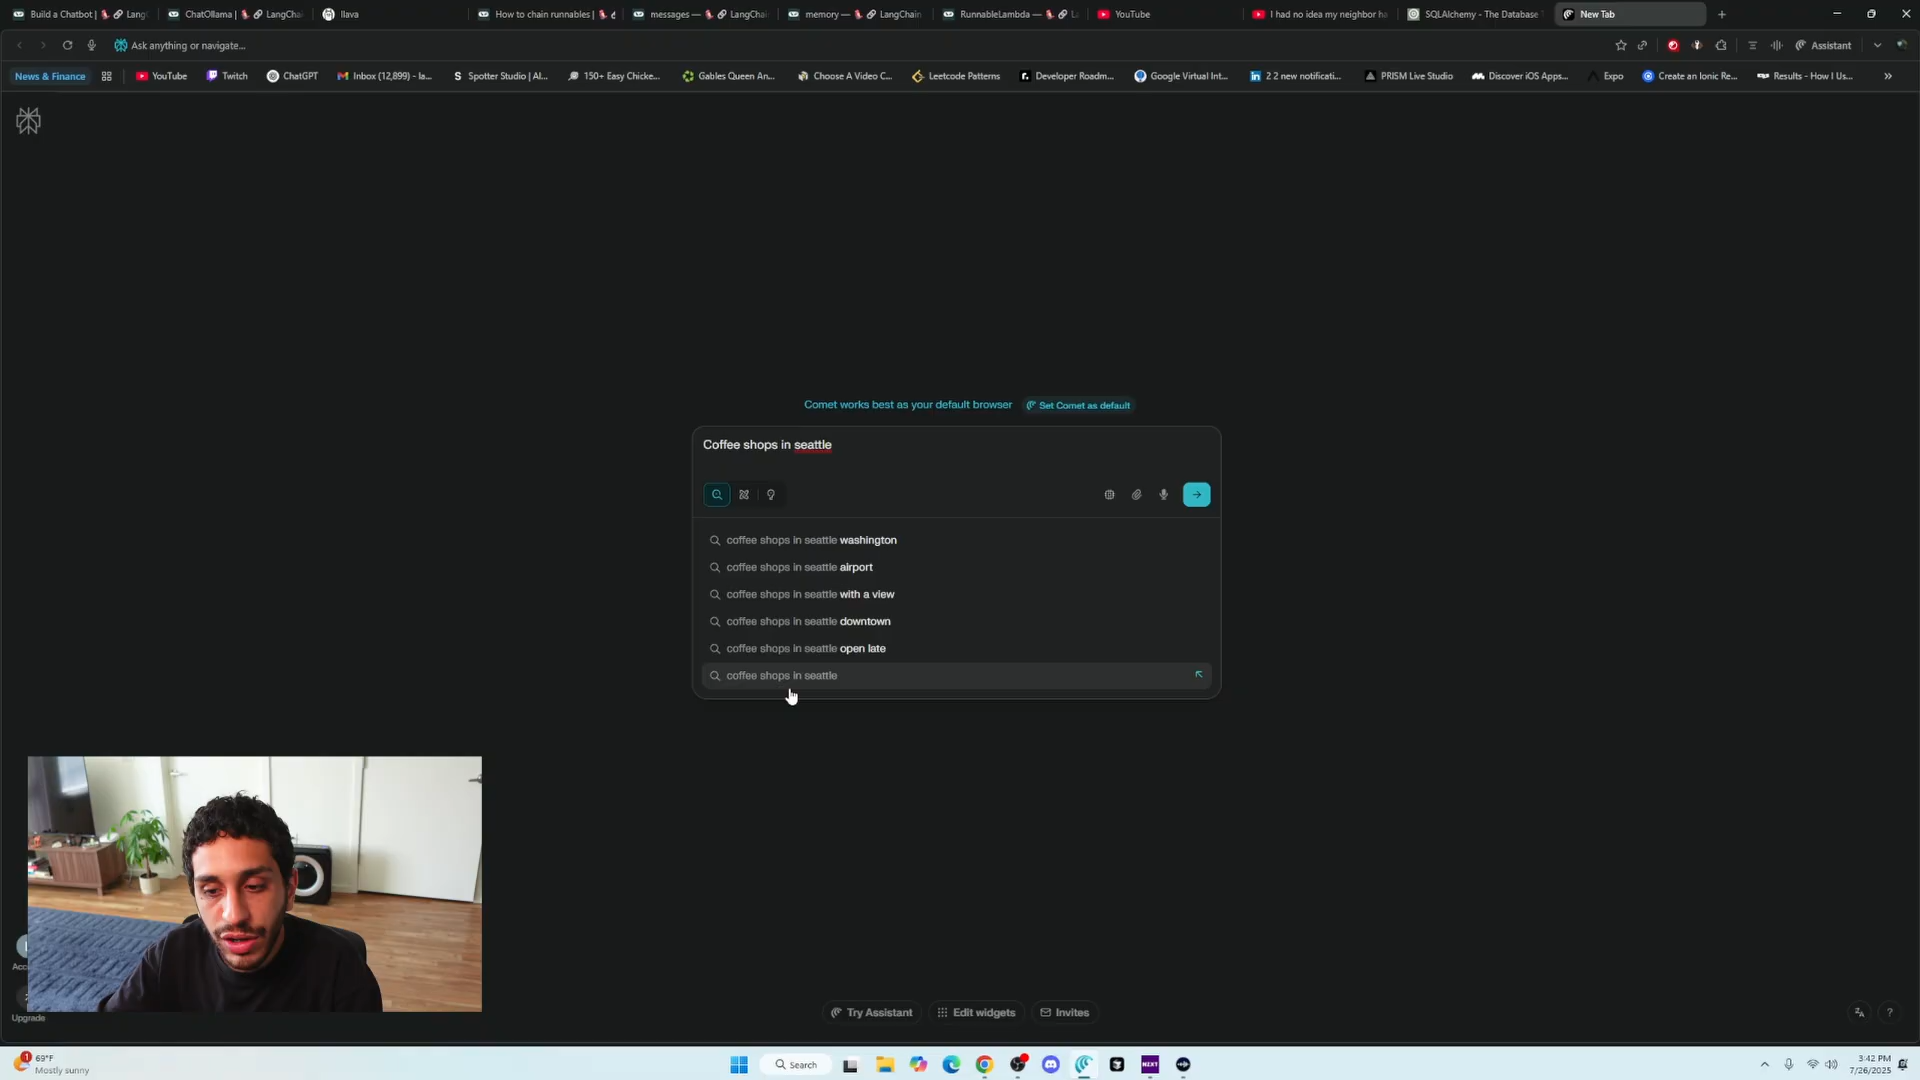 Build a Chatbot | LangC
ChatOllama | LangChai
llava
How to chain runnables |
messages — LangChain
memory — LangChain
RunnableLambda — L
YouTube
I had no idea my neighbor ha
SQLAlchemy - The Database
New Tab
Ask anything or navigate...
Assistant
News & Finance
YouTube
Twitch
ChatGPT
Inbox (12,899) - la...
Spotter Studio | AI...
150+ Easy Chicke...
Gables Queen An...
Choose A Video C...
Leetcode Patterns
Developer Roadm...
Google Virtual Int...
2 2 new notificati...
PRISM Live Studio
Discover iOS Apps...
Expo
Create an Ionic Re...
Results - How I Us...
Comet works best as your default browser
Set Comet as default
Coffee shops in seattle
coffee shops in seattle washington
coffee shops in seattle airport
coffee shops in seattle with a view
coffee shops in seattle downtown
coffee shops in seattle open late
coffee shops in seattle
Upgrade
Try Assistant
Edit widgets
Invites
1
69°F
Mostly sunny
Search
3:42 PM
7/26/2025